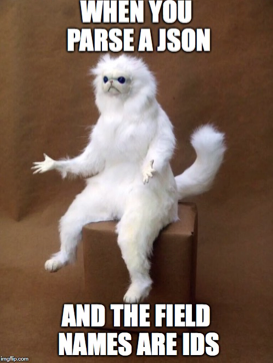 WHEN YOU
PARSE A JSON
AND THE FIELD
NAMES ARE IDS
imgflip.com